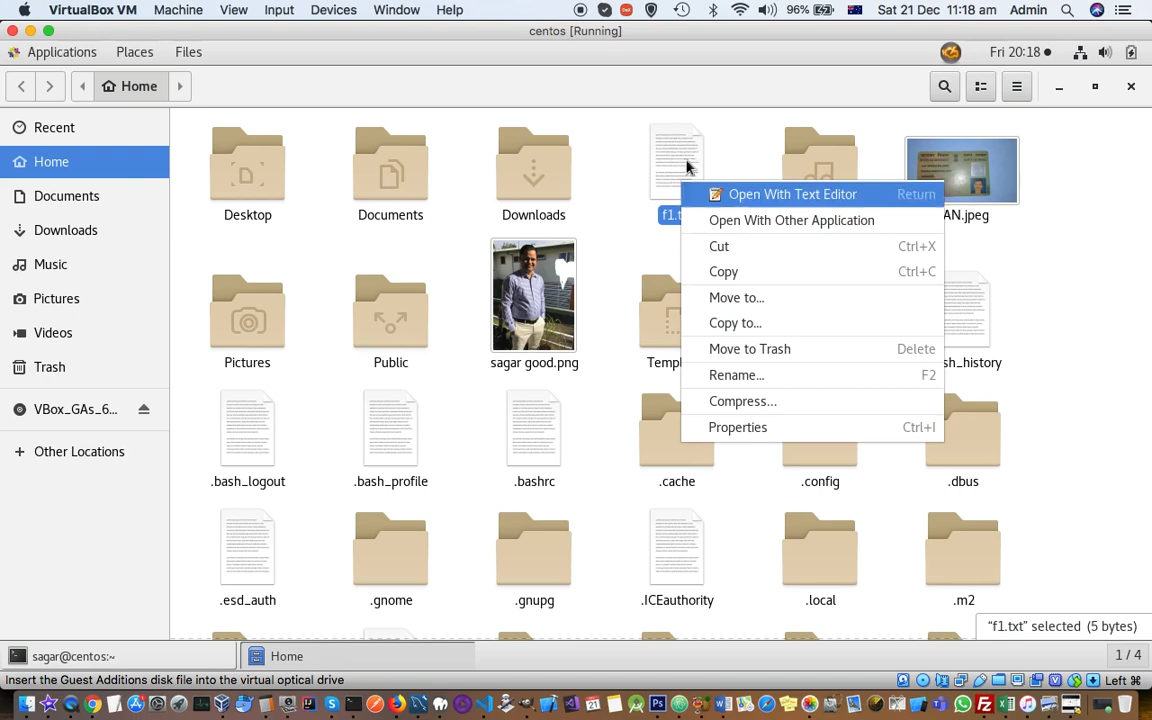 VirtualBox VM Machine View Input Devices Window Help 96% Sat 21 Dec 11:18 am Admin
centos [Running]
Applications Places Files Fri 20:18
Home
Recent
Home
Documents
Downloads
Music
Pictures
Videos
Trash
VBox_GAs_6...
Other Locations
Desktop Documents Downloads f1.t AN.jpeg
Pictures Public sagar good.png Templ sh_history
.bash_logout .bash_profile .bashrc .cache .config .dbus
.esd_auth .gnome .gnupg .ICEauthority .local .m2
Open With Text Editor Return
Open With Other Application
Cut Ctrl+X
Copy Ctrl+C
Move to...
Copy to...
Move to Trash Delete
Rename... F2
Compress...
Properties Ctrl+I
"f1.txt" selected (5 bytes)
sagar@centos:~ Home 1 / 4
Insert the Guest Additions disk file into the virtual optical drive Left ⌘